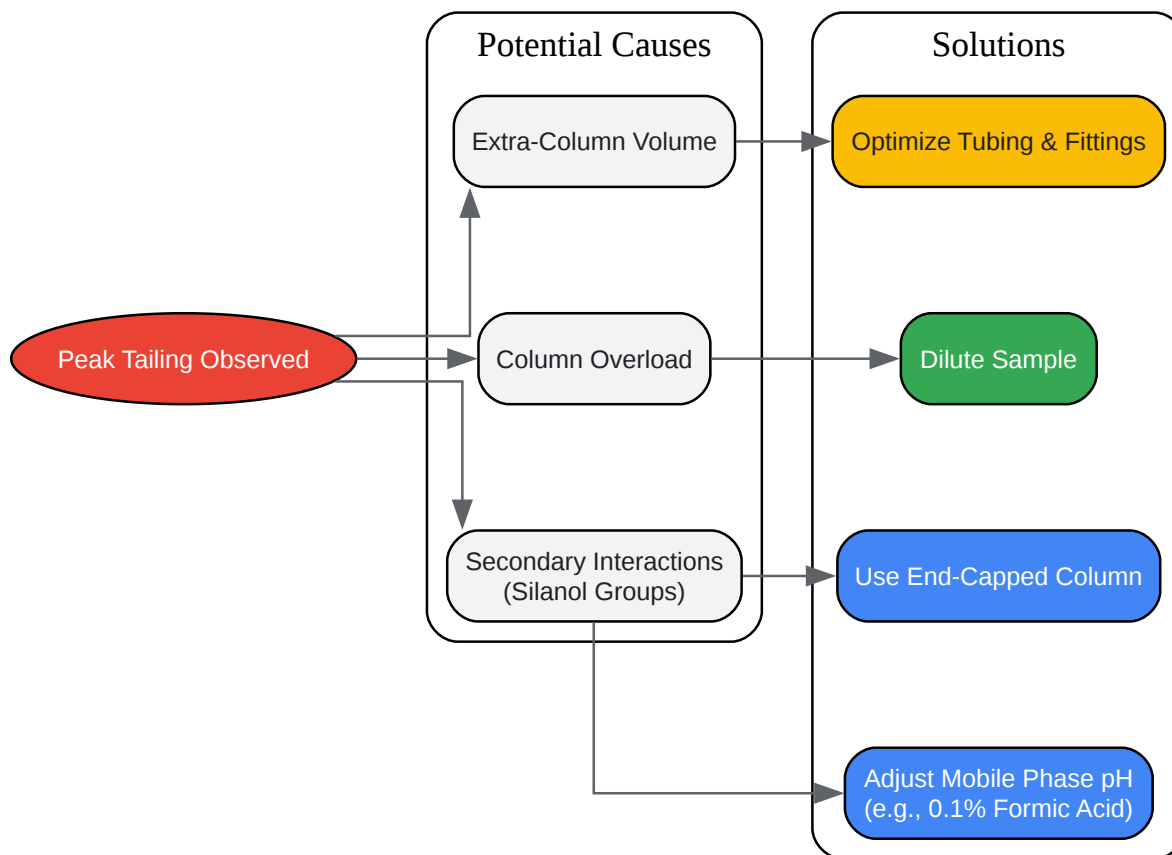 Potential Causes
Solutions
Extra-Column Volume
Optimize Tubing & Fittings
Peak Tailing Observed
Column Overload
Dilute Sample
Secondary Interactions
(Silanol Groups)
Use End-Capped Column
Adjust Mobile Phase pH
(e.g., 0.1% Formic Acid)